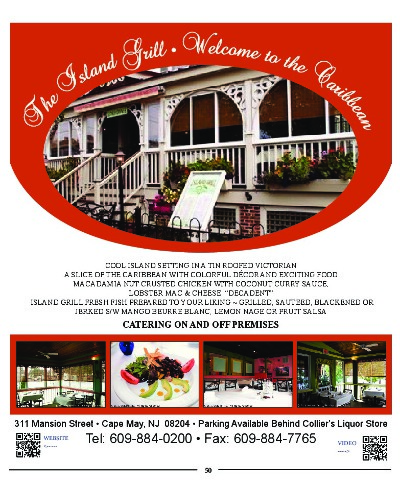 The Island Grill • Welcome to the Caribbean
COOL ISLAND SETTING IN A TIN ROOFED VICTORIAN
A SLICE OF THE CARIBBEAN WITH COLORFUL DÉCOR AND EXCITING FOOD
MACADAMIA NUT CRUSTED CHICKEN WITH COCONUT CURRY SAUCE.
LOBSTER MAC & CHEESE "DECADENT"
ISLAND GRILL FRESH FISH PREPARED TO YOUR LIKING ~ GRILLED, SAUTEED, BLACKENED OR
JERKED S/W MANGO BEURRE BLANC, LEMON NAGE OR FRUIT SALSA
CATERING ON AND OFF PREMISES
311 Mansion Street • Cape May, NJ 08204 • Parking Available Behind Collier's Liquor Store
WEBSITE
Tel: 609-884-0200 • Fax: 609-884-7765
VIDEO
50